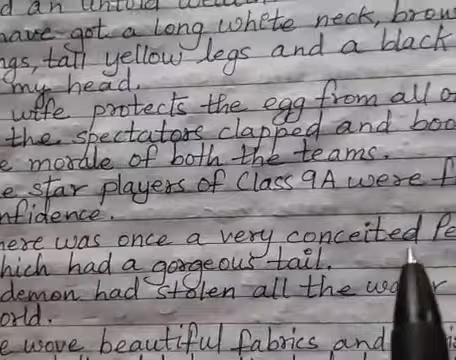 d an untold
have got a long white neck, brow
ngs, tall yellow legs and a black
my head.
wife protects the egg from all o
the spectators clapped and boo
e morale of both the teams.
e star players of Class 9A were f
nfidence.
here was once a very conceited Pe
hich had a gorgeous tail.
demon had stolen all the wa r
orld.
e wove beautiful fabrics and